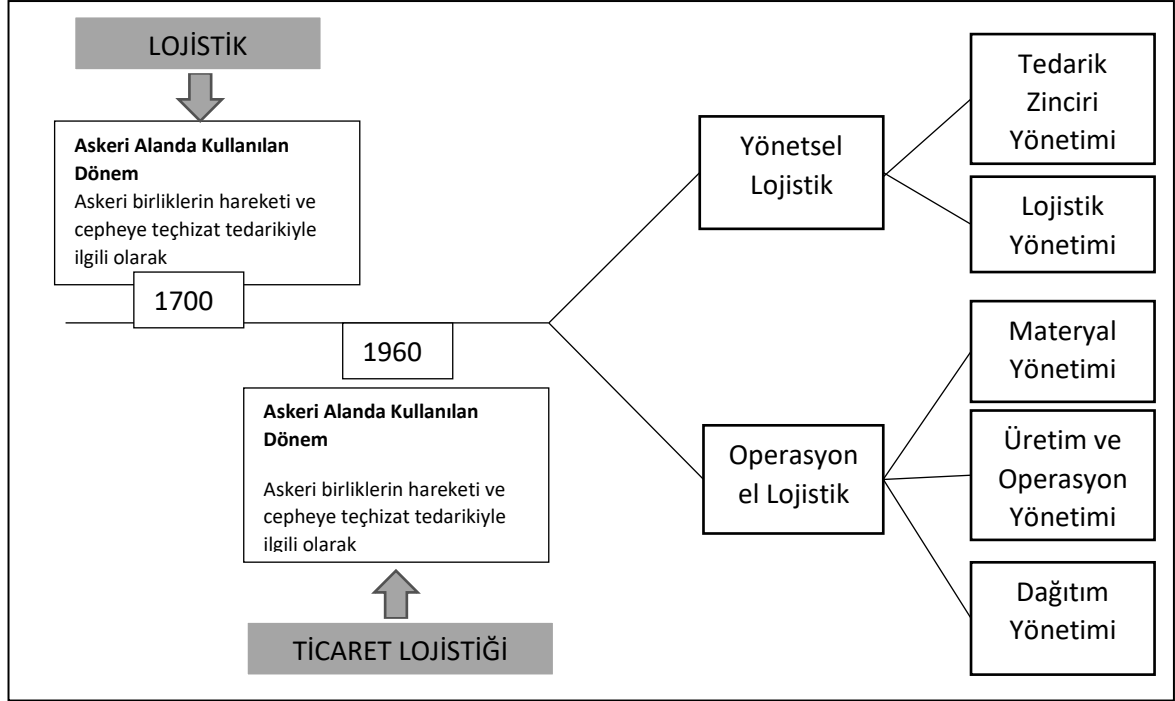 LOJİSTİK
Askeri Alanda Kullanılan
Dönem
Askeri birliklerin hareketi ve
cepheye teçhizat tedarikiyle
ilgili olarak
1700
1960
Askeri Alanda Kullanılan
Dönem
Askeri birliklerin hareketi ve
cepheye teçhizat tedarikiyle
ilgili olarak
TİCARET LOJİSTİĞİ
Yönetsel
Lojistik
Operasyon
el Lojistik
Tedarik
Zinciri
Yönetimi
Lojistik
Yönetimi
Materyal
Yönetimi
Üretim ve
Operasyon
Yönetimi
Dağıtım
Yönetimi